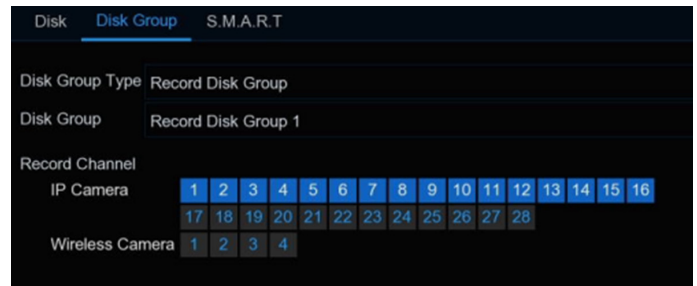 Disk Disk Group S.M.A.R.T
Disk Group Type Record Disk Group
Disk Group Record Disk Group 1
Record Channel
IP Camera 1 2 3 4 5 6 7 8 9 10 11 12 13 14 15 16
17 18 19 20 21 22 23 24 25 26 27 28
Wireless Camera 1 2 3 4